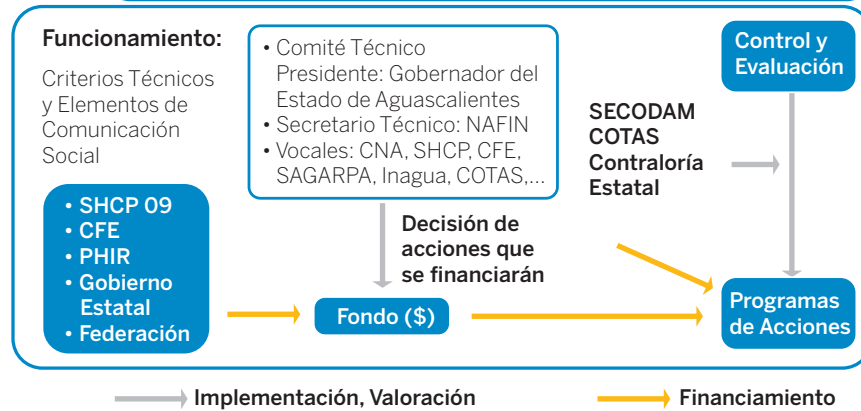 Funcionamiento:
Criterios Técnicos
y Elementos de
Comunicación
Social
• SHCP 09
• CFE
• PHIR
• Gobierno
Estatal
• Federación
• Comité Técnico
Presidente: Gobernador del
Estado de Aguascalientes
• Secretario Técnico: NAFIN
• Vocales: CNA, SHCP, CFE,
SAGARPA, Inagua, COTAS,...
Decisión de
acciones que
se financiarán
Fondo ($)
SECODAM
COTAS
Contraloría
Estatal
Control y
Evaluación
Programas
de Acciones
Implementación, Valoración
Financiamiento